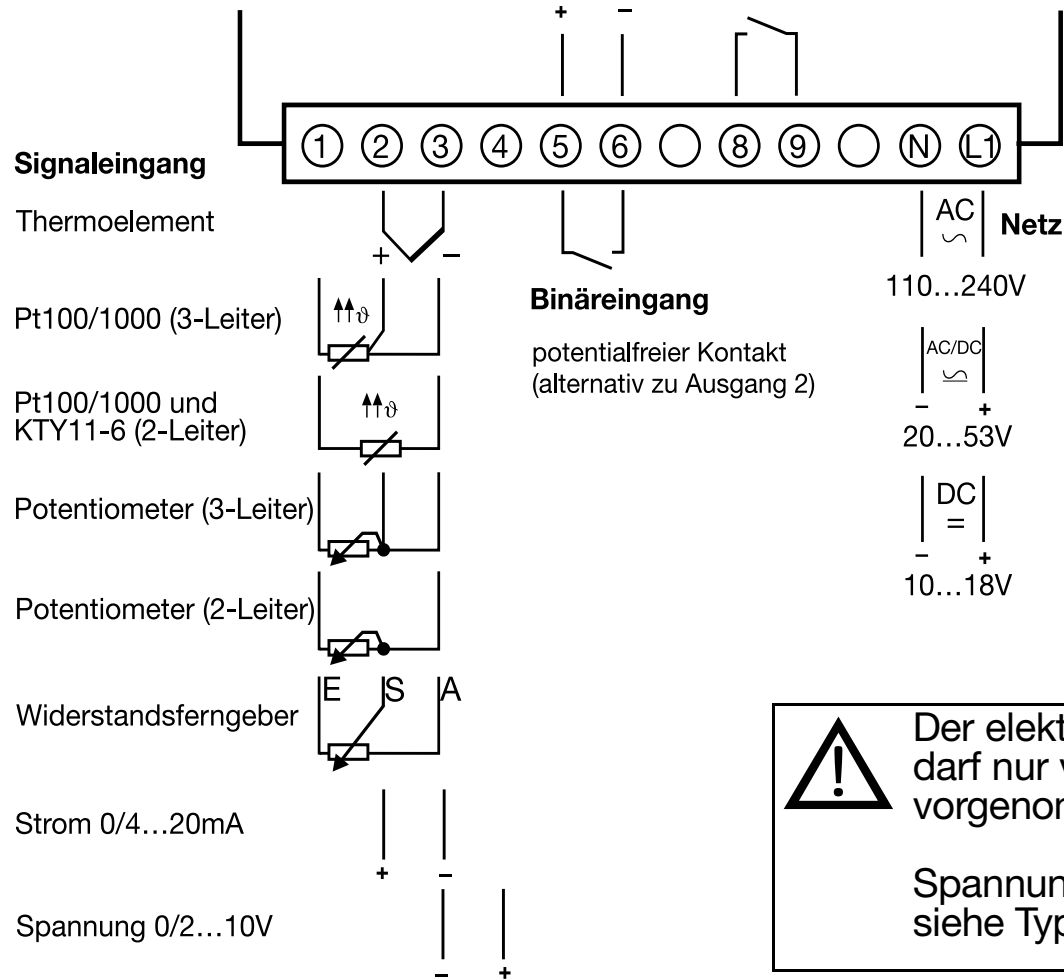 + –
1 2 3 4 5 6 8 9 N L1
Signaleingang
Thermoelement
+ –
AC
Netz
110...240V
Binäreingang
potentialfreier Kontakt
(alternativ zu Ausgang 2)
AC/DC
– +
20...53V
DC
=
– +
10...18V
Pt100/1000 (3-Leiter)
ϑ
Pt100/1000 und
KTY11-6 (2-Leiter)
ϑ
Potentiometer (3-Leiter)
Potentiometer (2-Leiter)
Widerstandsferngeber
E S A
Strom 0/4...20mA
+ –
Spannung 0/2...10V
– +
!
Der elekt
darf nur
vorgenor
Spannun
siehe Typ